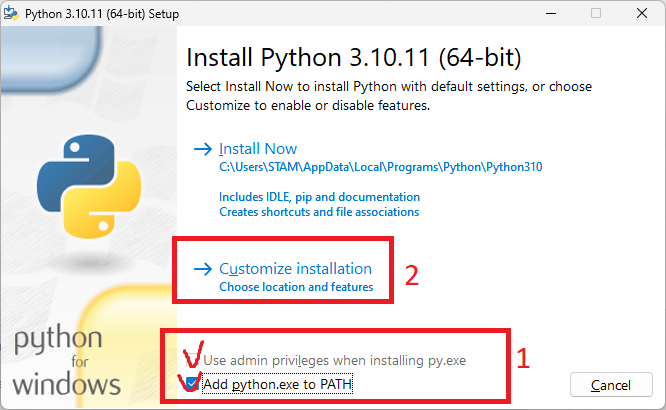 Python 3.10.11 (64-bit) Setup
Install Python 3.10.11 (64-bit)
Select Install Now to install Python with default settings, or choose
Customize to enable or disable features.
Install Now
C:\Users\STAM\AppData\Local\Programs\Python\Python310
Includes IDLE, pip and documentation
Creates shortcuts and file associations
Customize installation
Choose location and features
2
Use admin privileges when installing py.exe
Add python.exe to PATH
1
python
for
windows
Cancel